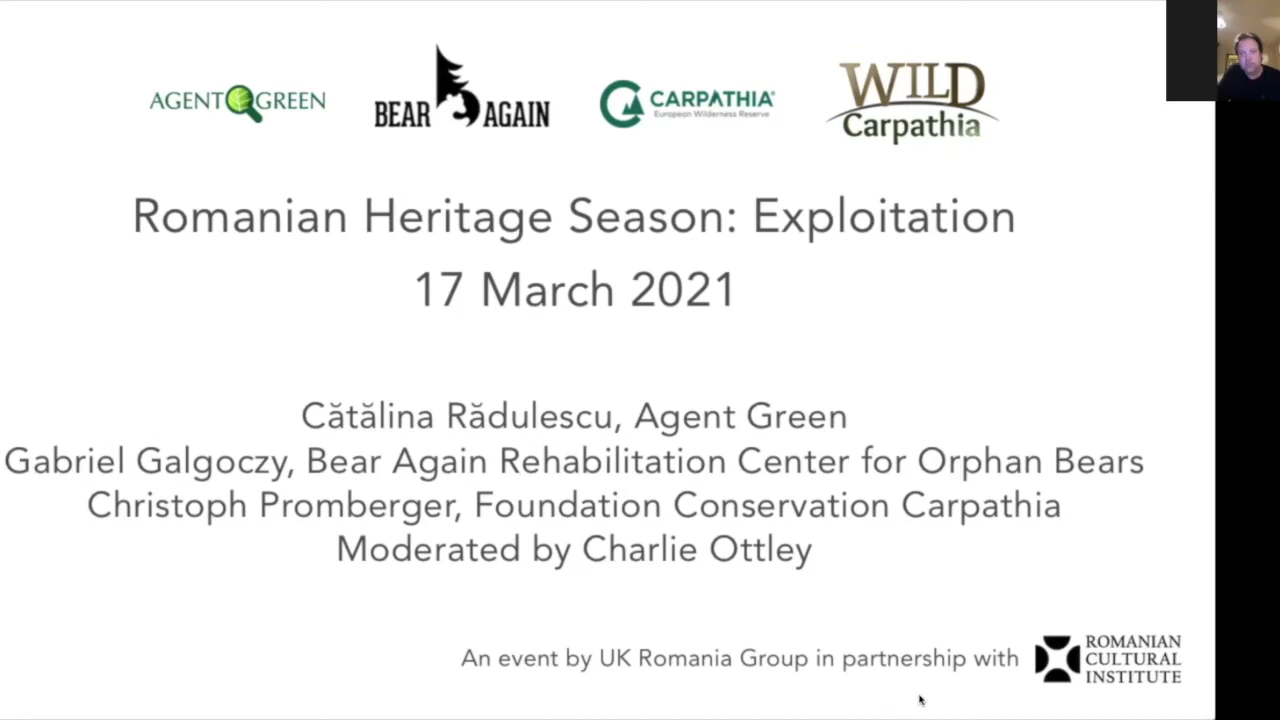 AGENT GREEN
BEAR AGAIN
CARPATHIA®
European Wilderness Reserve
WILD
Carpathia
Romanian Heritage Season: Exploitation
17 March 2021
Cătălina Rădulescu, Agent Green
Gabriel Galgoczy, Bear Again Rehabilitation Center for Orphan Bears
Christoph Promberger, Foundation Conservation Carpathia
Moderated by Charlie Ottley
An event by UK Romania Group in partnership with
ROMANIAN
CULTURAL
INSTITUTE